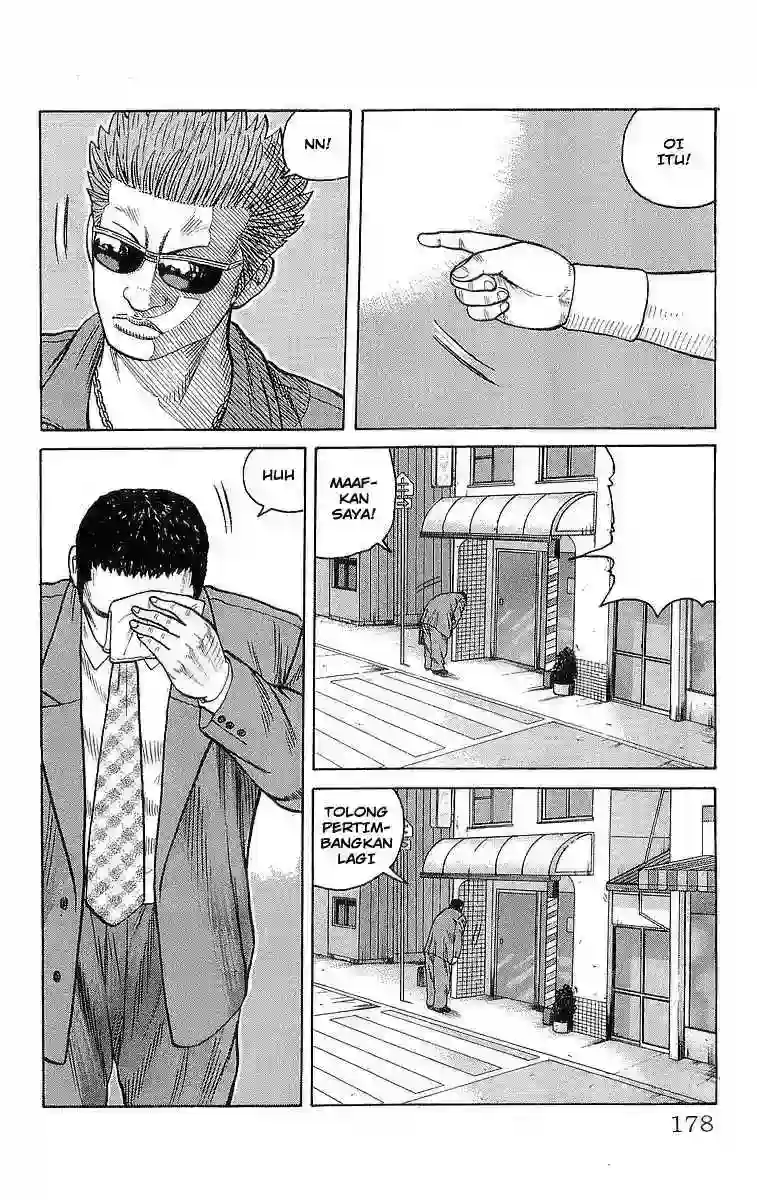 OI
ITU!
NN!
MAAF-
KAN
SAYA!
TOLONG
PERTIM-
BANGKAN
LAGI
HUH
178